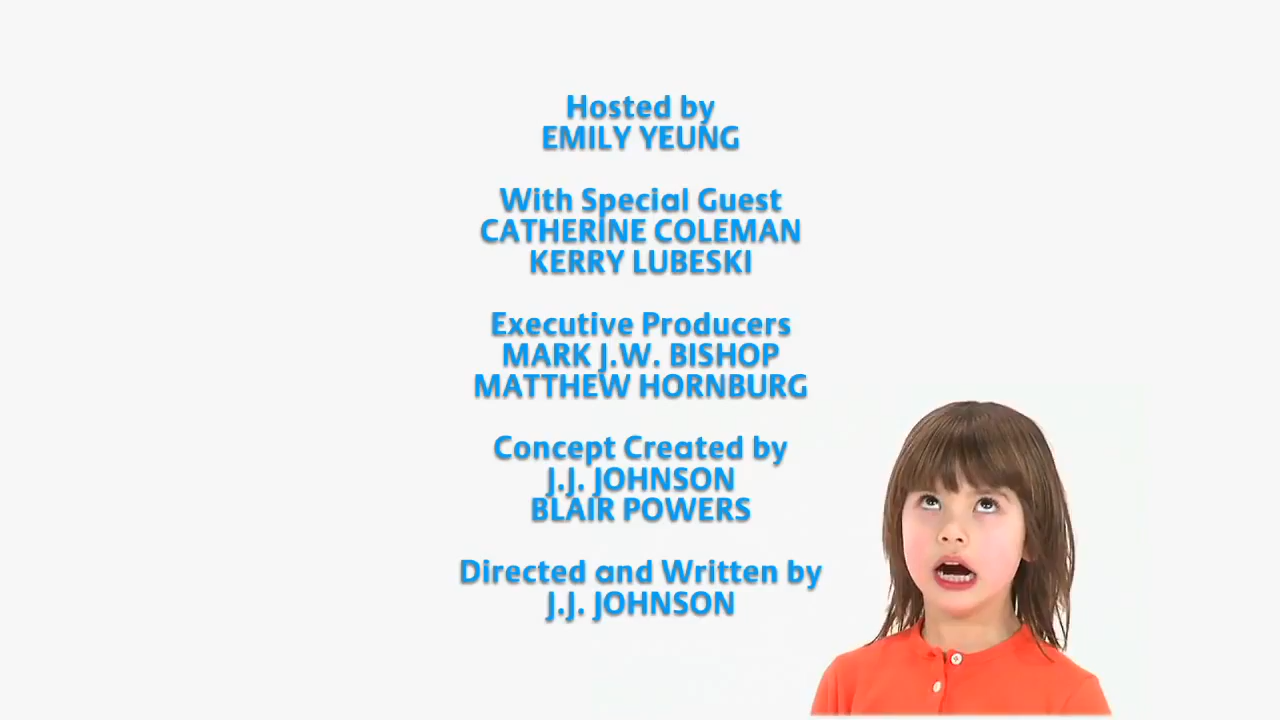 Hosted by
EMILY YEUNG
With Special Guest
CATHERINE COLEMAN
KERRY LUBESKI
Executive Producers
MARK J.W. BISHOP
MATTHEW HORNBURG
Concept Created by
J.J. JOHNSON
BLAIR POWERS
Directed and Written by
J.J. JOHNSON